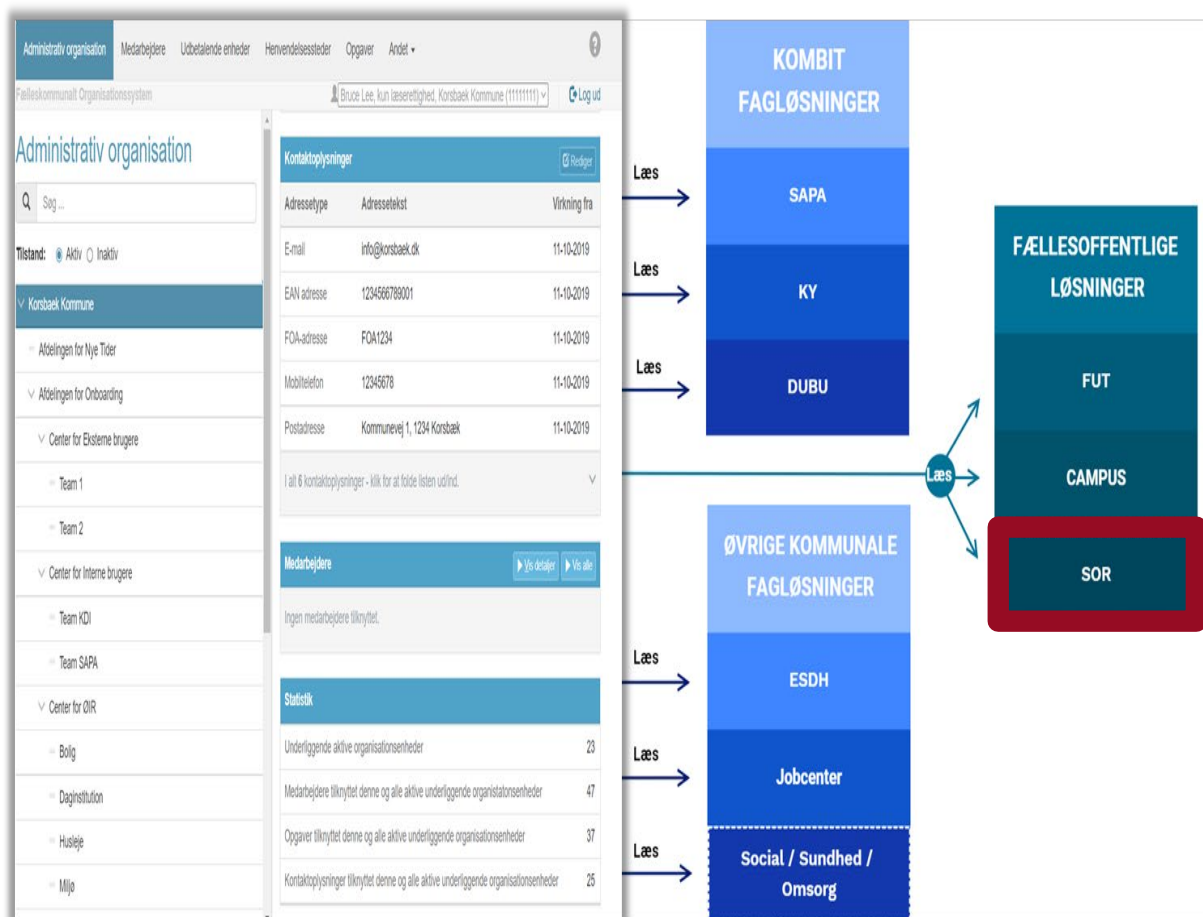 Administrativ organisation Medarbejdere Udbetalende enheder Henvendelsessteder Opgaver Andet
Fælleskommunalt Organisationssystem
Bruce Lee, kun læserettighed, Korsbaek Kommune (11111111)
Log ud
Administrativ organisation
Søg ...
Tilstand: Aktiv Inaktiv
Korsbaek Kommune
Afdelingen for Nye Tider
Afdelingen for Onboarding
Center for Eksterne brugere
Team 1
Team 2
Center for Interne brugere
Team KDI
Team SAPA
Center for ØIR
Bolig
Daginstitution
Husleje
Miljø
Kontaktoplysninger Rediger
Adressetype Adressetekst Virkning fra
E-mail info@korsbaek.dk 11-10-2019
EAN adresse 1234566789001 11-10-2019
FOA-adresse FOA1234 11-10-2019
Mobiltelefon 12345678 11-10-2019
Postadresse Kommunevej 1, 1234 Korsbæk 11-10-2019
I alt 6 kontaktoplysninger - klik for at folde listen ud/ind.
Medarbejdere Vis detaljer Vis alle
Ingen medarbejdere tilknyttet.
Statistik
Underliggende aktive organisationsenheder 23
Medarbejdere tilknyttet denne og alle aktive underliggende organistatonsenheder 47
Opgaver tilknyttet denne og alle aktive underliggende organisationsenheder 37
Kontaktoplysninger tilknyttet denne og alle aktive underliggende organisationsenheder 25
KOMBIT
FAGLØSNINGER
Læs
SAPA
Læs
KY
Læs
DUBU
ØVRIGE KOMMUNALE
FAGLØSNINGER
Læs
ESDH
Læs
Jobcenter
Læs
Social / Sundhed /
Omsorg
Læs
FÆLLESOFFENTLIGE
LØSNINGER
FUT
CAMPUS
SOR